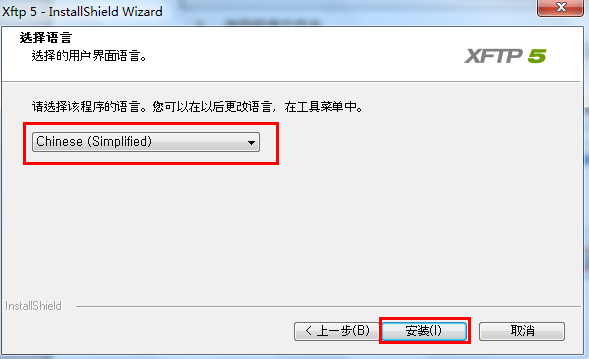 Xftp 5 - InstallShield Wizard
选择语言
选择的用户界面语言。
XFTP 5
请选择该程序的语言。您可以在以后更改语言，在工具菜单中。
Chinese (Simplified)
InstallShield
< 上一步(B)
安装(I)
取消